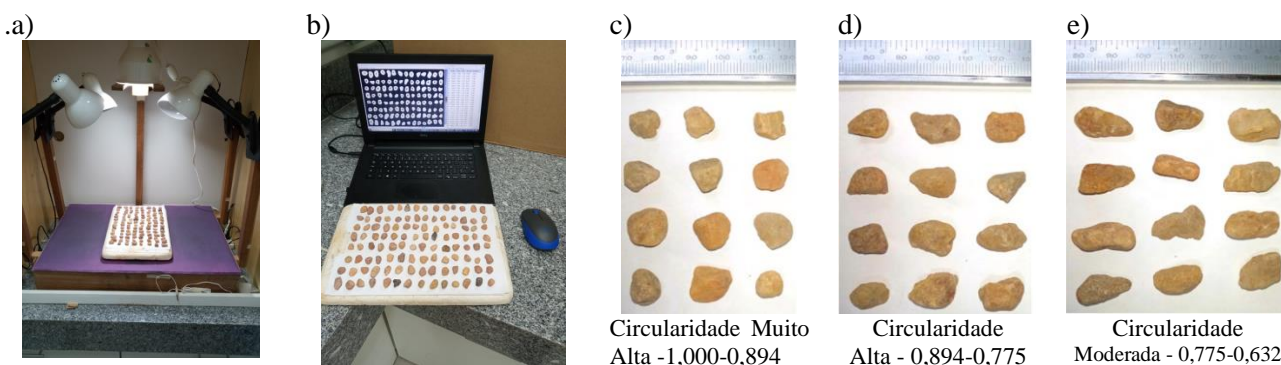 .a)
b)
c)
d)
e)
Circularidade Muito
Alta -1,000-0,894
Circularidade
Alta - 0,894-0,775
Circularidade
Moderada - 0,775-0,632